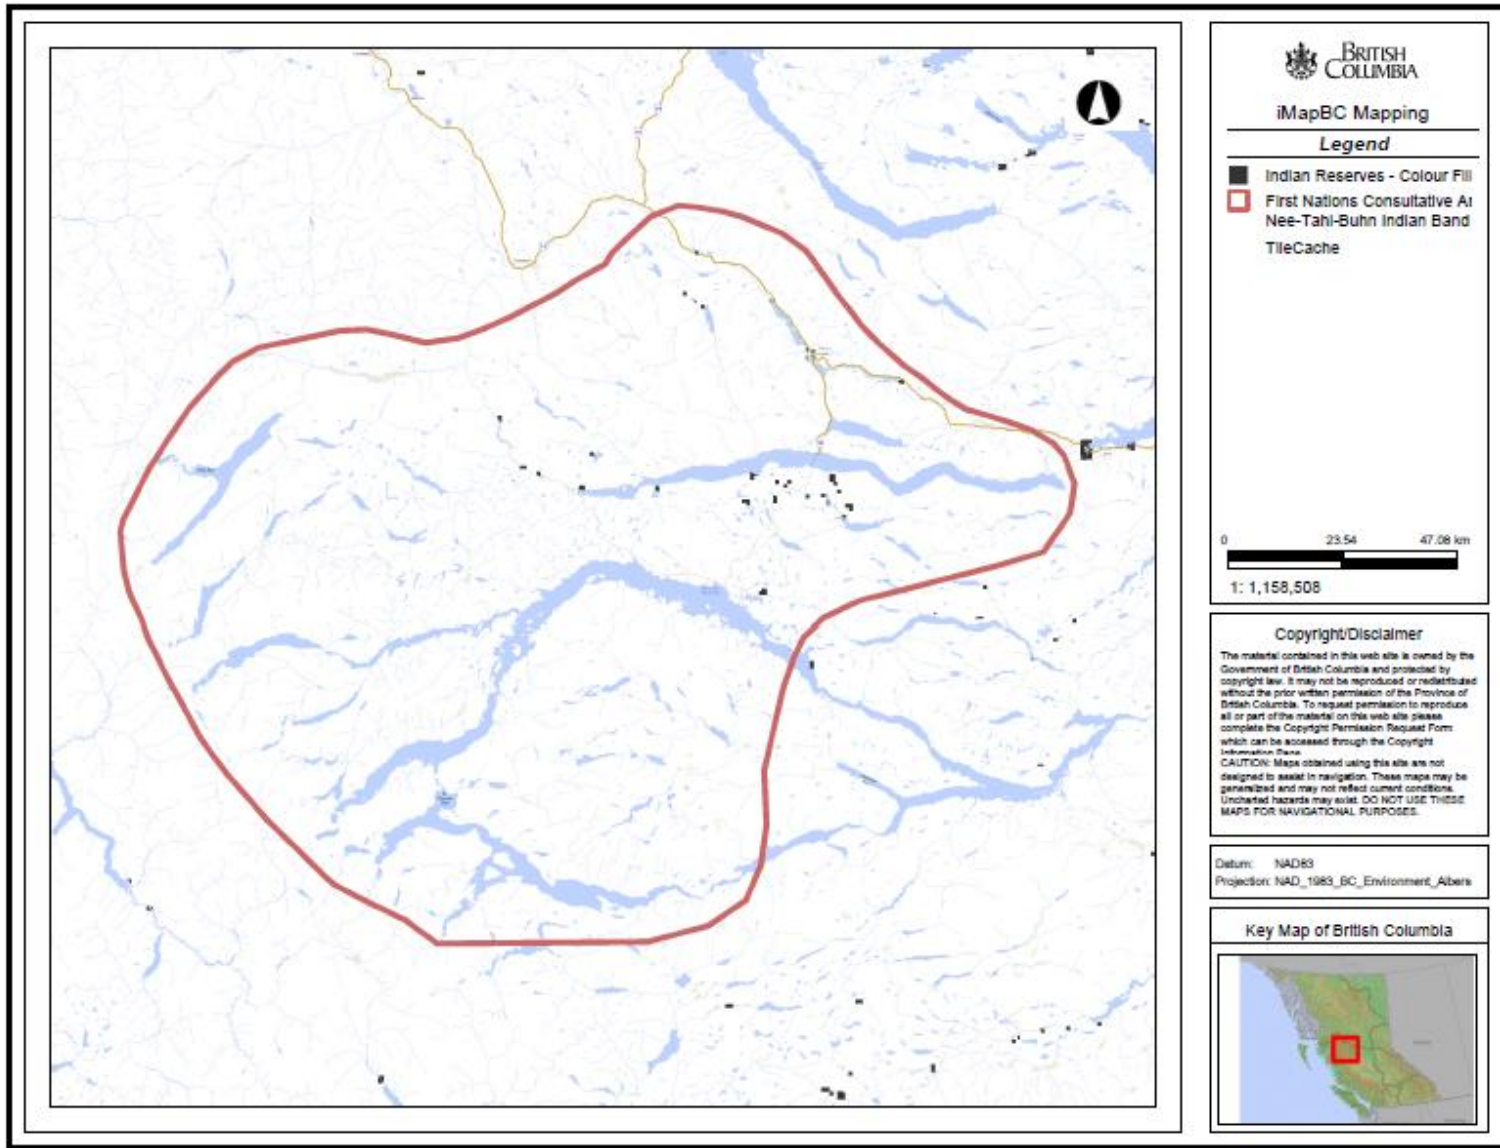 BRITISH
COLUMBIA
iMapBC Mapping
Legend
Indian Reserves - Colour Fill
First Nations Consultative Ar
Nee-Tahi-Buhn Indian Band
TileCache
0 23.54 47.08 km
1: 1,158,508
Copyright/Disclaimer
The material contained in this web site is owned by the
Government of British Columbia and protected by
copyright law. It may not be reproduced or redistributed
without the prior written permission of the Province of
British Columbia. To request permission to reproduce
all or part of the material on this web site please
complete the Copyright Permission Request Form
which can be accessed through the Copyright
Information Page.
CAUTION: Maps obtained using this site are not
designed to assist in navigation. These maps may be
generalized and may not reflect current conditions.
Uncharted hazards may exist. DO NOT USE THESE
MAPS FOR NAVIGATIONAL PURPOSES.
Datum: NAD83
Projection: NAD_1983_BC_Environment_Albers
Key Map of British Columbia